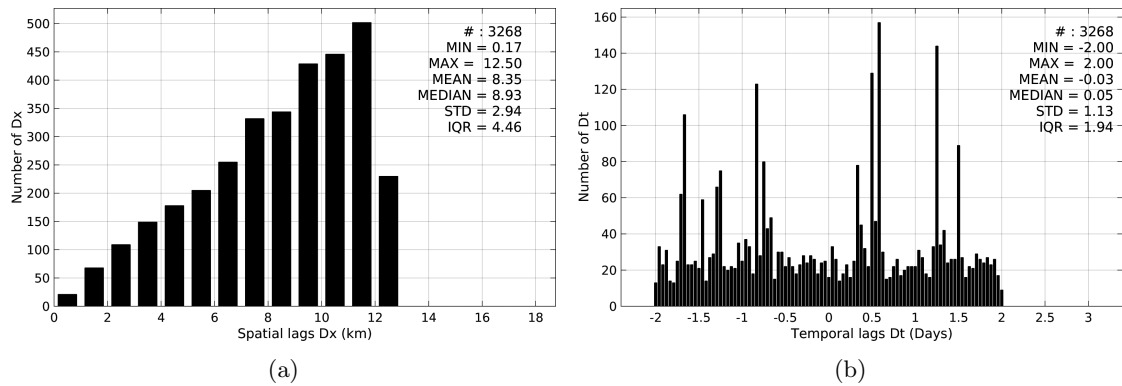 500
450
400
350
300
250
200
150
100
50
0
Number of Dx
# : 3268
MIN = 0.17
MAX = 12.50
MEAN = 8.35
MEDIAN = 8.93
STD = 2.94
IQR = 4.46
0 2 4 6 8 10 12 14 16 18
Spatial lags Dx (km)
(a)
160
140
120
100
80
60
40
20
0
Number of Dt
# : 3268
MIN = -2.00
MAX = 2.00
MEAN = -0.03
MEDIAN = 0.05
STD = 1.13
IQR = 1.94
-2 -1.5 -1 -0.5 0 0.5 1 1.5 2 2.5 3
Temporal lags Dt (Days)
(b)